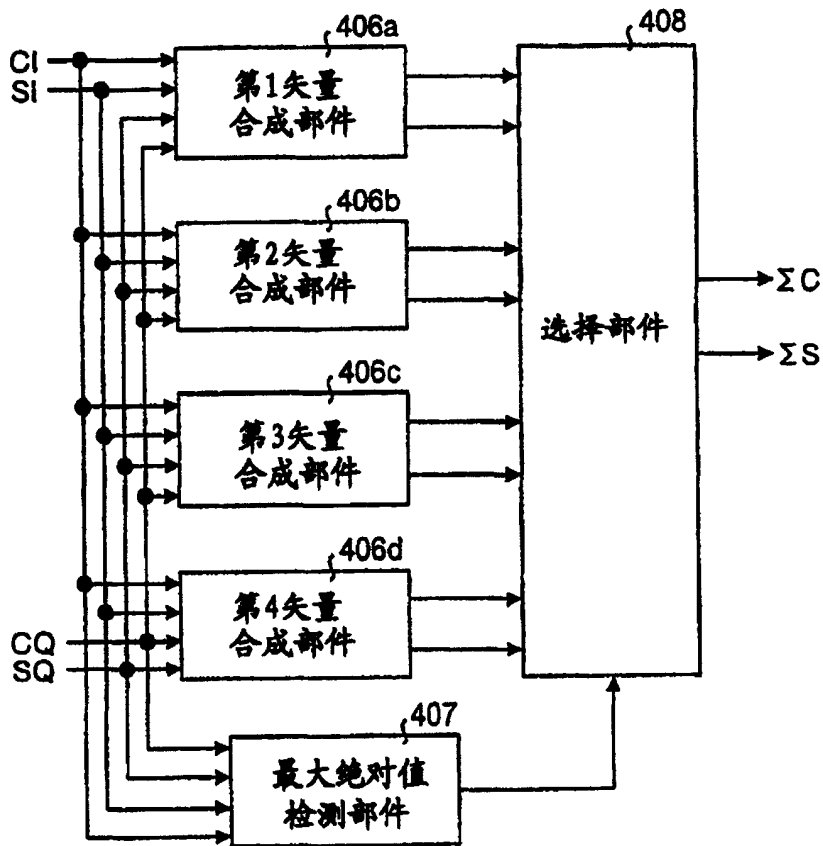 406a
408
CI
SI
第1矢量
合成部件
406b
第2矢量
合成部件
ΣC
选择部件
ΣS
406c
第3矢量
合成部件
406d
第4矢量
合成部件
CQ
SQ
407
最大绝对值
检测部件